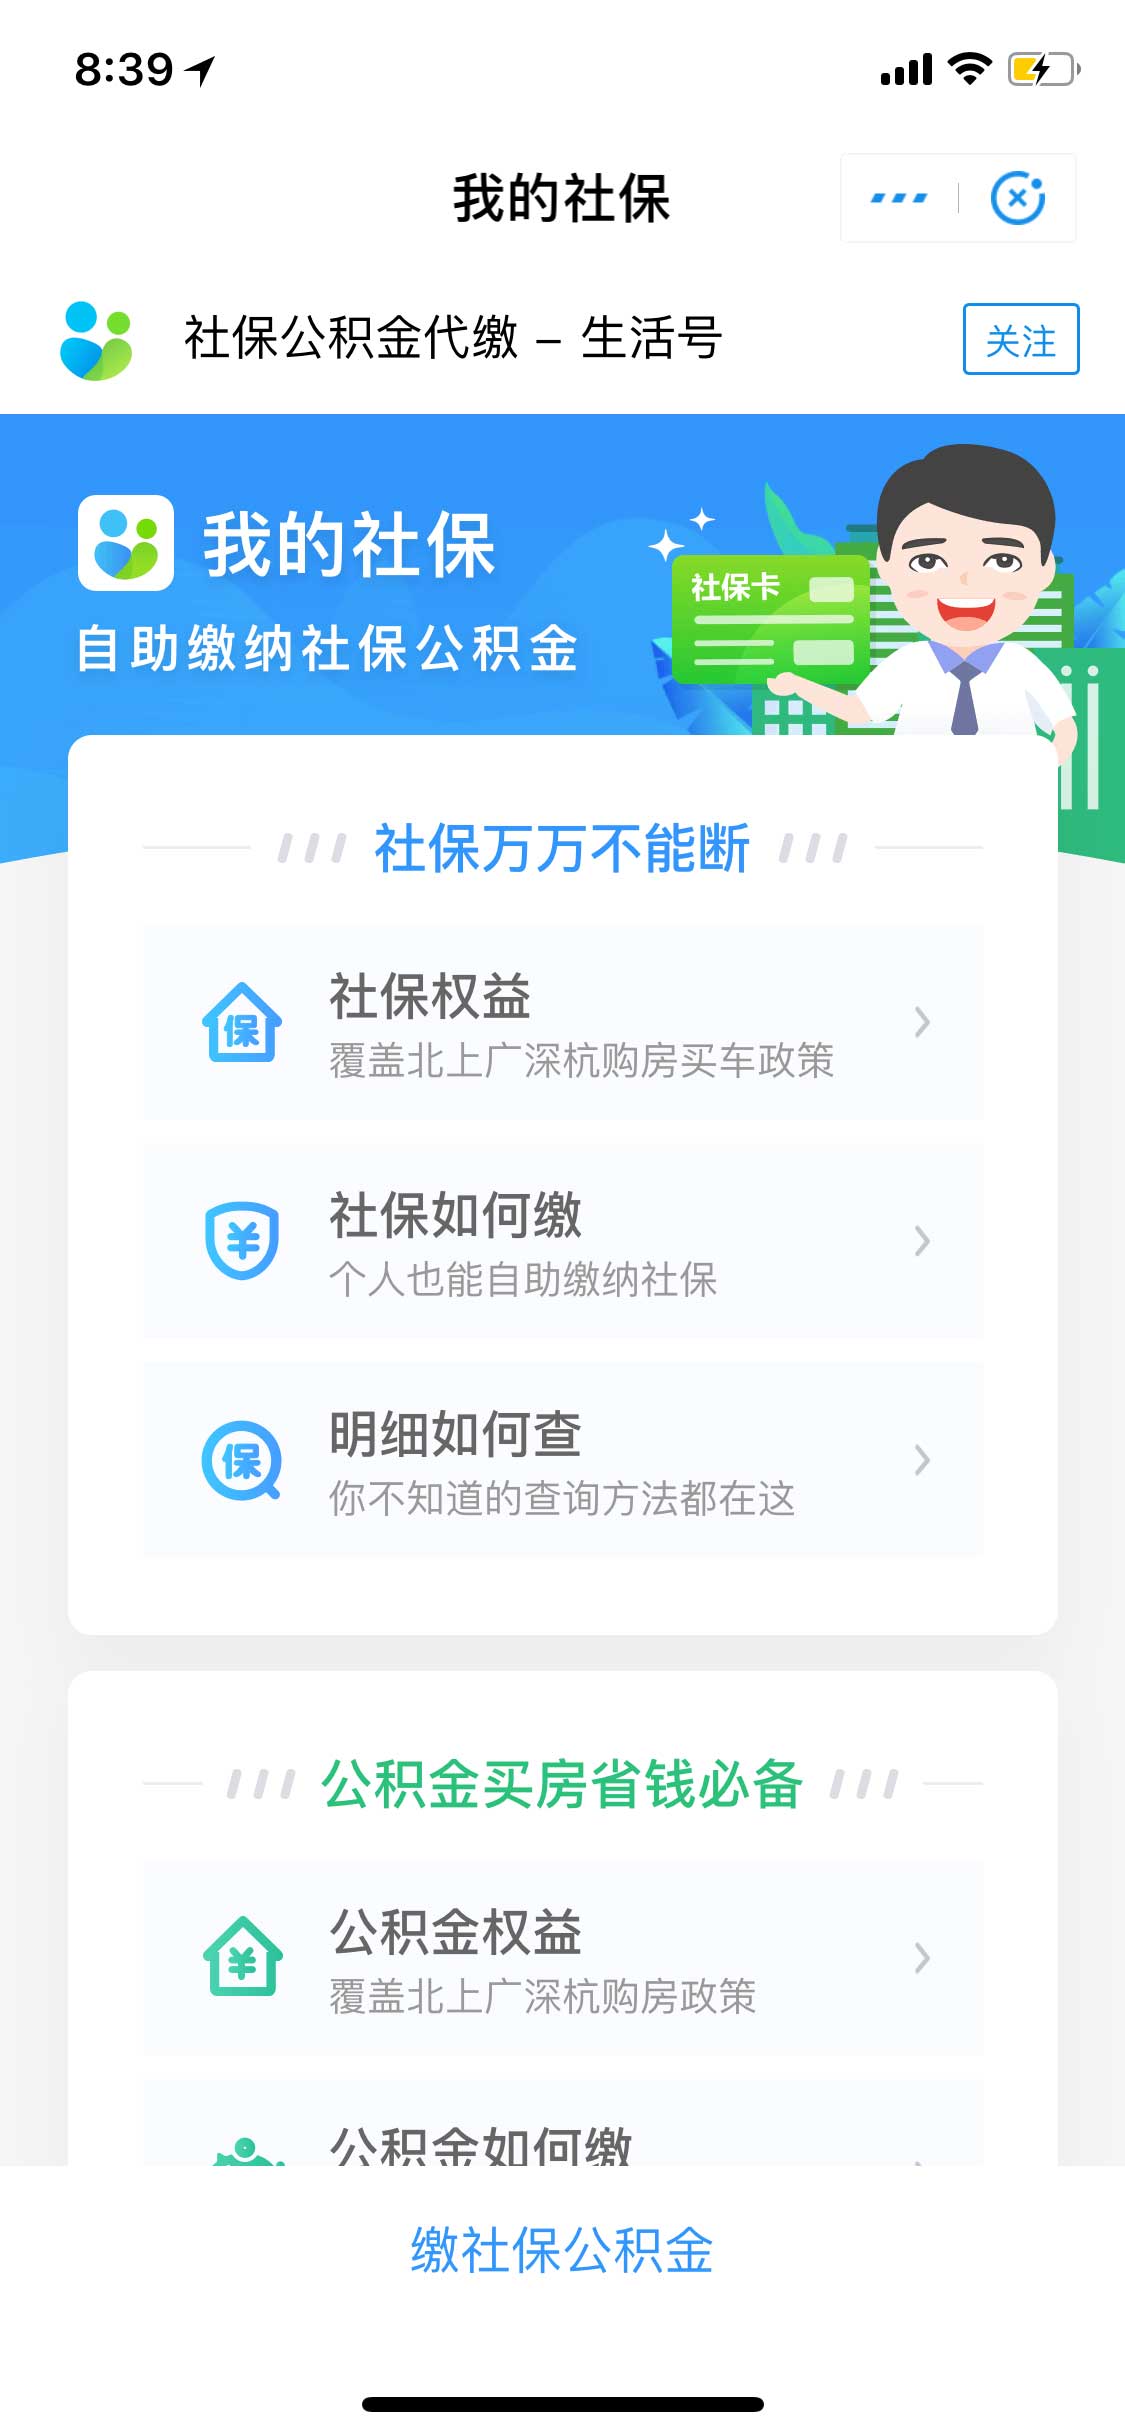 8:39
我的社保
社保公积金代缴 – 生活号
关注
我的社保
自助缴纳社保公积金
社保卡
社保万万不能断
保
社保权益
覆盖北上广深杭购房买车政策
¥
社保如何缴
个人也能自助缴纳社保
保
明细如何查
你不知道的查询方法都在这
公积金买房省钱必备
¥
公积金权益
覆盖北上广深杭购房政策
公积金如何缴
缴社保公积金